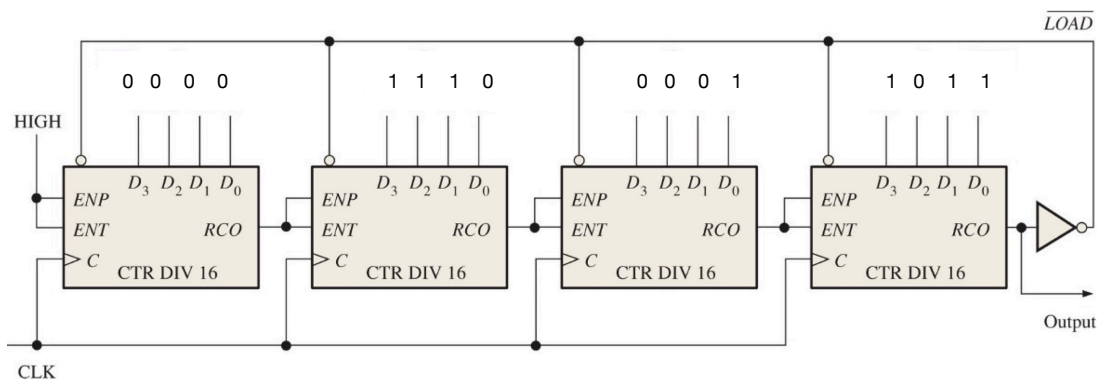 LOAD
0 0 0 0 1 1 1 0 0 0 0 1 1 0 1 1
HIGH
D3 D2 D1 D0 D3 D2 D1 D0 D3 D2 D1 D0 D3 D2 D1 D0
ENP ENP ENP ENP
ENT RCO ENT RCO ENT RCO ENT RCO
C C C C
CTR DIV 16 CTR DIV 16 CTR DIV 16 CTR DIV 16
Output
CLK